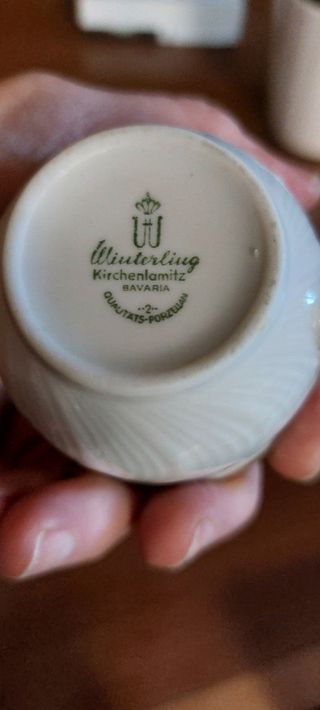 W
Winterling
Kirchenlamitz
BAVARIA
··2··
QUALITÄTS-PORZELLAN